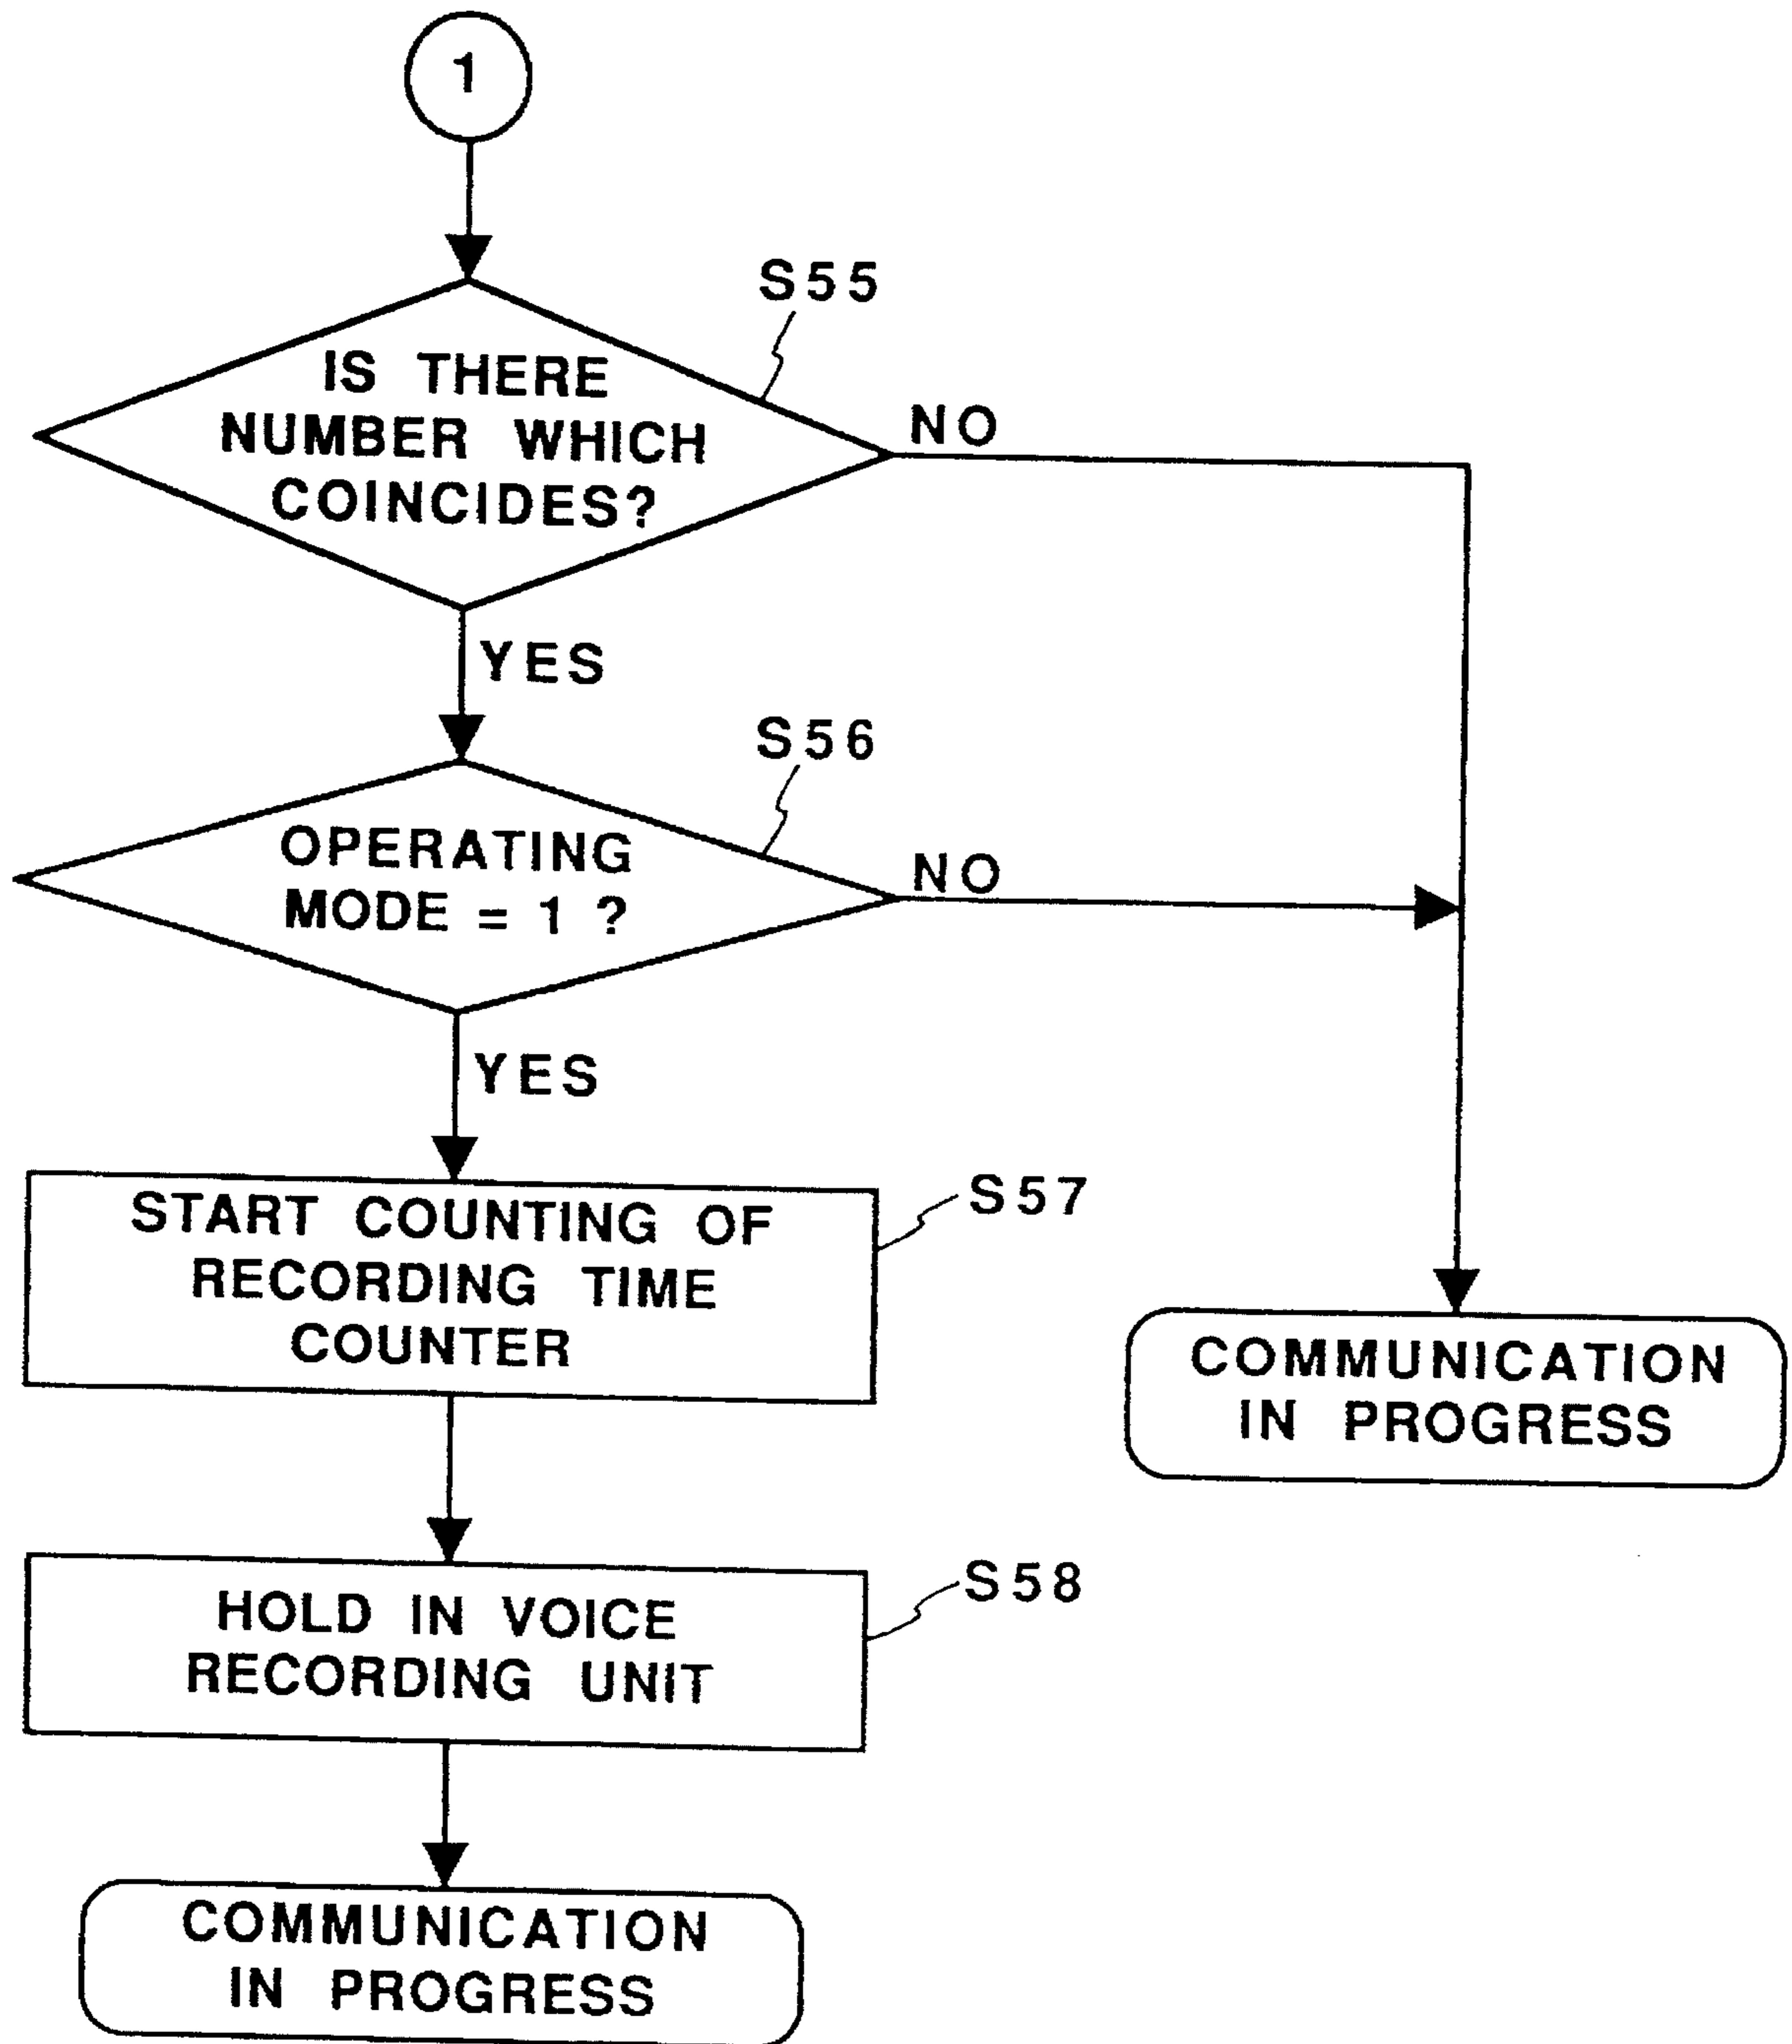 1
S55
IS THERE
NUMBER WHICH
COINCIDES?
NO
YES
S56
OPERATING
MODE = 1 ?
NO
YES
S57
START COUNTING OF
RECORDING TIME
COUNTER
COMMUNICATION
IN PROGRESS
S58
HOLD IN VOICE
RECORDING UNIT
COMMUNICATION
IN PROGRESS